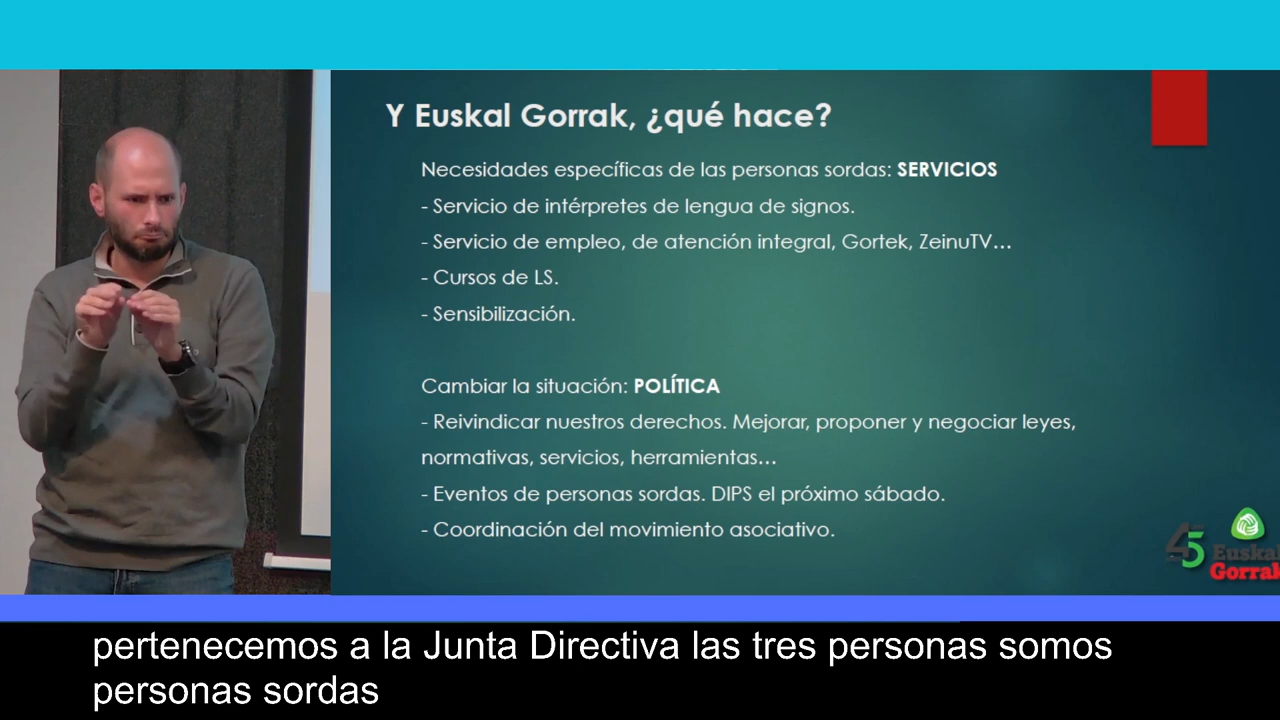 Y Euskal Gorrak, ¿qué hace?
Necesidades específicas de las personas sordas: SERVICIOS
- Servicio de intérpretes de lengua de signos.
- Servicio de empleo, de atención integral, Gortek, ZeinuTV...
- Cursos de LS.
- Sensibilización.
Cambiar la situación: POLÍTICA
- Reivindicar nuestros derechos. Mejorar, proponer y negociar leyes,
normativas, servicios, herramientas...
- Eventos de personas sordas. DIPS el próximo sábado.
- Coordinación del movimiento asociativo.
45 Euskal
Gorrak
pertenecemos a la Junta Directiva las tres personas somos
personas sordas